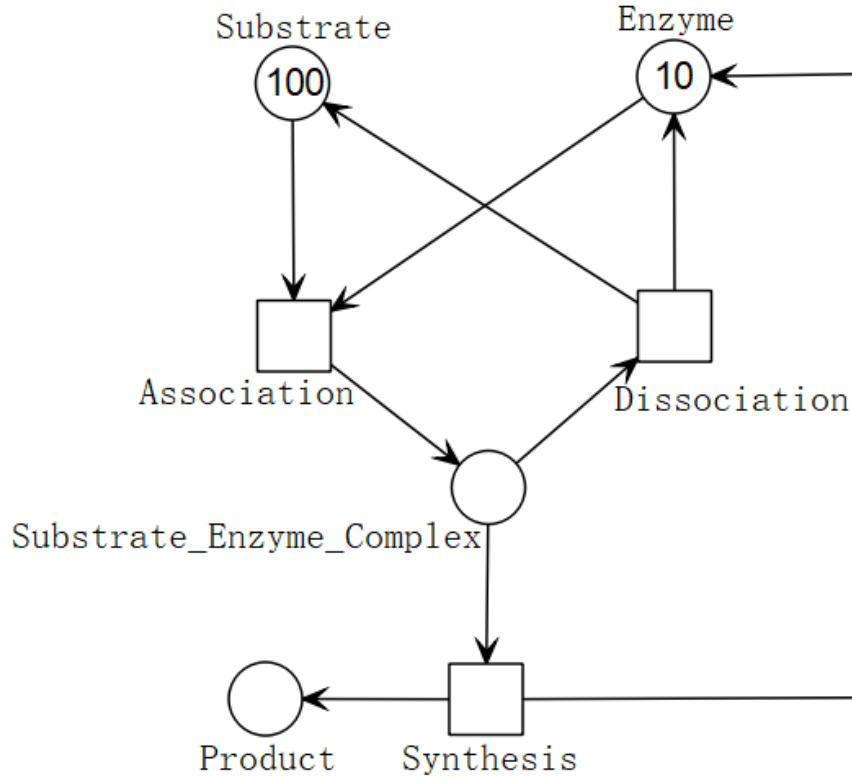 Substrate
Enzyme
100
10
Association
Dissociation
Substrate_Enzyme_Complex
Product
Synthesis